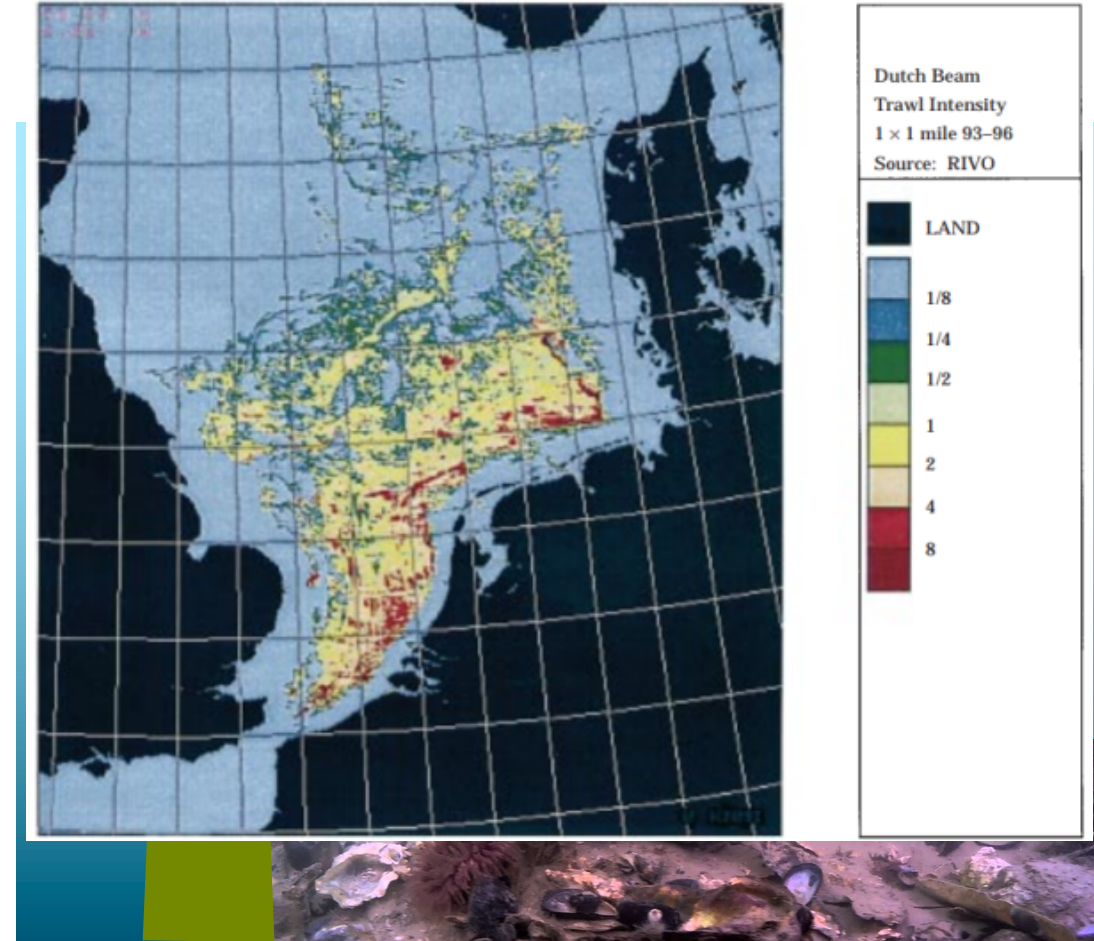 Dutch Beam
Trawl Intensity
1 × 1 mile 93–96
Source: RIVO
LAND
1/8
1/4
1/2
1
2
4
8